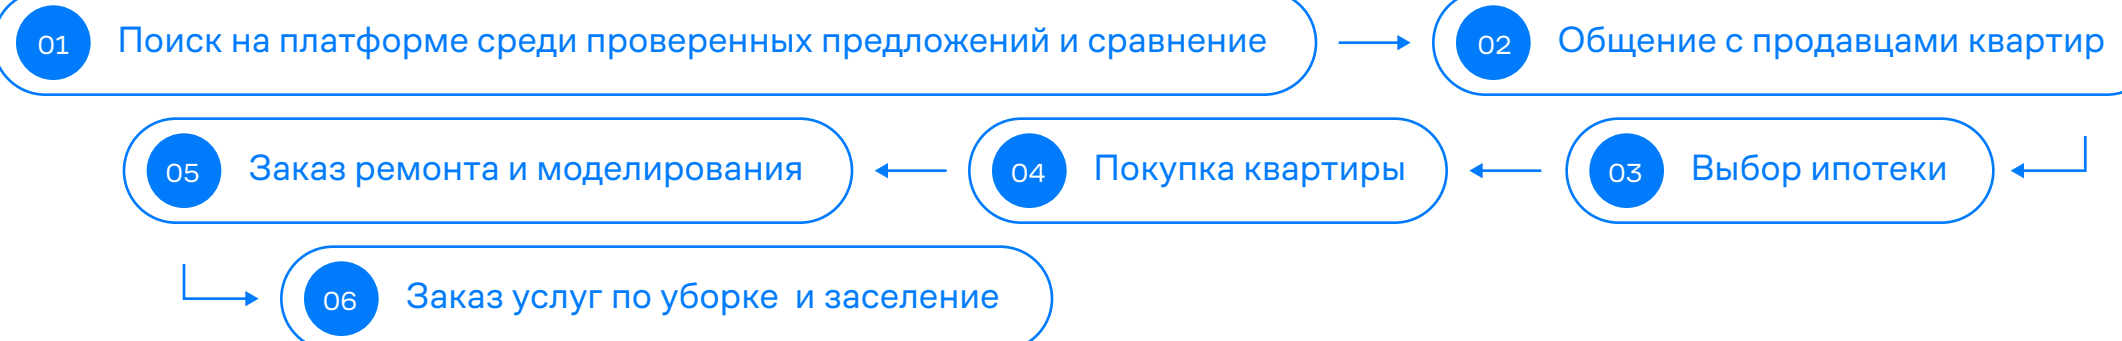 01 Поиск на платформе среди проверенных предложений и сравнение
02 Общение с продавцами квартир
03 Выбор ипотеки
04 Покупка квартиры
05 Заказ ремонта и моделирования
06 Заказ услуг по уборке и заселение